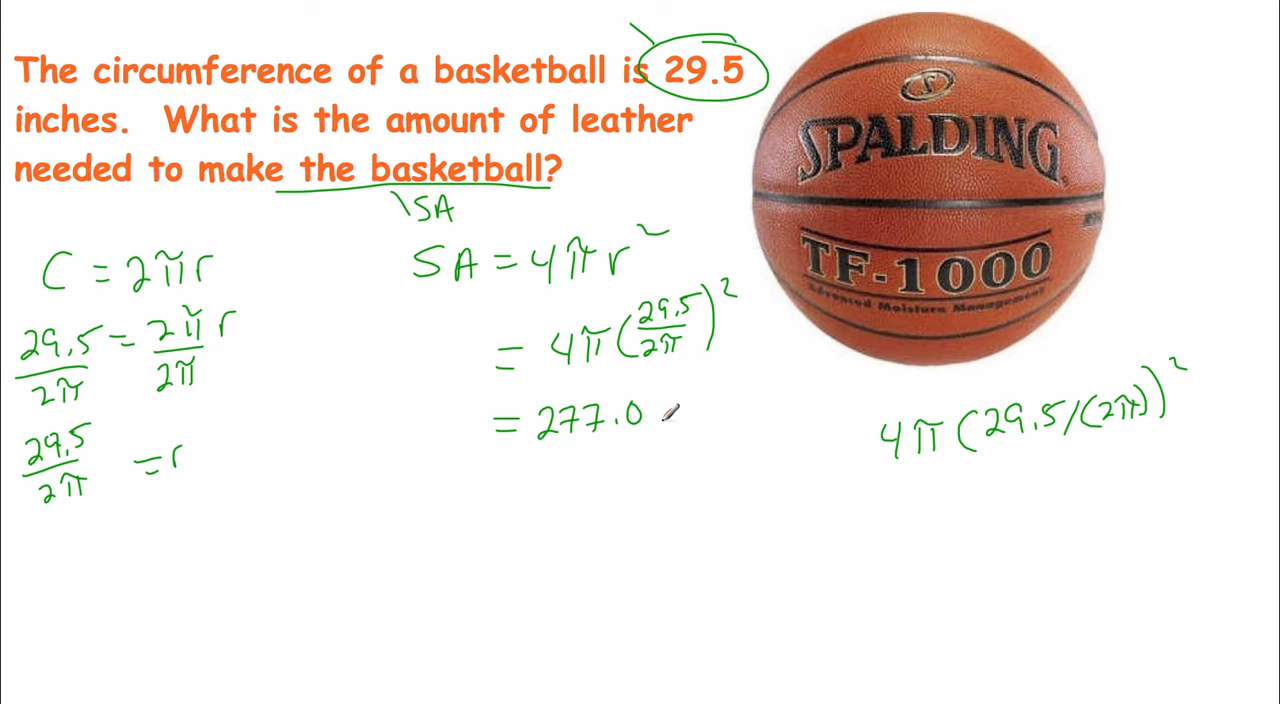 The circumference of a basketball is 29.5
inches. What is the amount of leather
needed to make the basketball?
SA
C = 2πr
29.5/2π = 2πr/2π
29.5/2π = r
SA = 4πr²
= 4π(29.5/2π)²
= 277.0
SPALDING
TF-1000
Advanced Moisture Management
4π(29.5/(2π))²